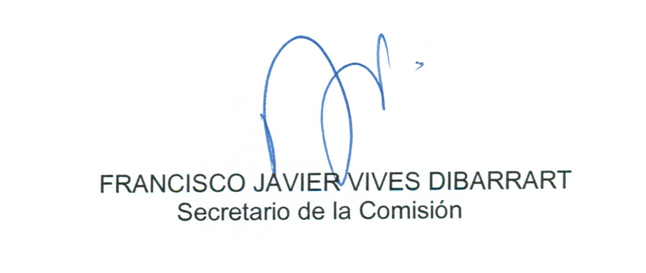 FRANCISCO JAVIER VIVES DIBARRART
Secretario de la Comisión